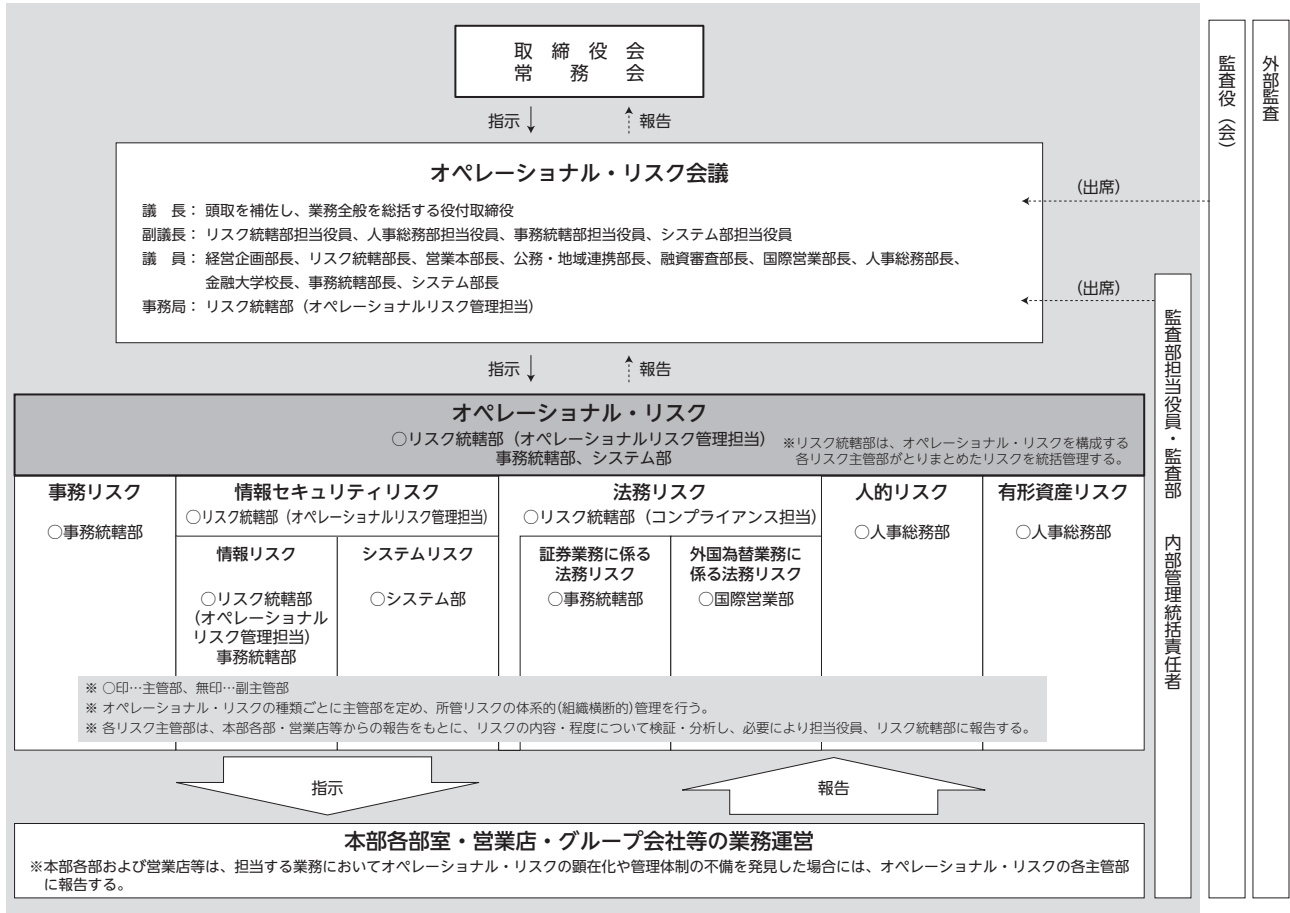 取締役会
常務会
指示
報告
オペレーショナル・リスク会議
議　長： 頭取を補佐し、業務全般を総括する役付取締役
副議長： リスク統轄部担当役員、人事総務部担当役員、事務統轄部担当役員、システム部担当役員
議　員： 経営企画部長、リスク統轄部長、営業本部長、公務・地域連携部長、融資審査部長、国際営業部長、人事総務部長、
金融大学校長、事務統轄部長、システム部長
事務局： リスク統轄部（オペレーショナルリスク管理担当）
（出席）
（出席）
指示
報告
オペレーショナル・リスク
○リスク統轄部（オペレーショナルリスク管理担当）
事務統轄部、システム部
※リスク統轄部は、オペレーショナル・リスクを構成する
各リスク主管部がとりまとめたリスクを統括管理する。
事務リスク
○事務統轄部
情報セキュリティリスク
○リスク統轄部（オペレーショナルリスク管理担当）
情報リスク
○リスク統轄部
(オペレーショナル
リスク管理担当)
事務統轄部
システムリスク
○システム部
法務リスク
○リスク統轄部（コンプライアンス担当）
証券業務に係る
法務リスク
○事務統轄部
外国為替業務に
係る法務リスク
○国際営業部
人的リスク
○人事総務部
有形資産リスク
○人事総務部
※ ○印…主管部、無印…副主管部
※ オペレーショナル・リスクの種類ごとに主管部を定め、所管リスクの体系的(組織横断的)管理を行う。
※ 各リスク主管部は、本部各部・営業店等からの報告をもとに、リスクの内容・程度について検証・分析し、必要により担当役員、リスク統轄部に報告する。
指示
報告
本部各部室・営業店・グループ会社等の業務運営
※本部各部および営業店等は、担当する業務においてオペレーショナル・リスクの顕在化や管理体制の不備を発見した場合には、オペレーショナル・リスクの各主管部
に報告する。
監査部担当役員・監査部　内部管理統括責任者
監査役（会）
外部監査